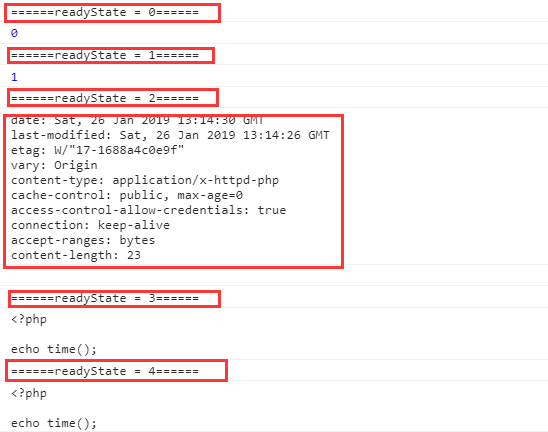 ======readyState = 0======
0
======readyState = 1======
1
======readyState = 2======
date: Sat, 26 Jan 2019 13:14:30 GMT
last-modified: Sat, 26 Jan 2019 13:14:26 GMT
etag: W/"17-1688a4c0e9f"
vary: Origin
content-type: application/x-httpd-php
cache-control: public, max-age=0
access-control-allow-credentials: true
connection: keep-alive
accept-ranges: bytes
content-length: 23
======readyState = 3======
<?php
echo time();
======readyState = 4======
<?php
echo time();